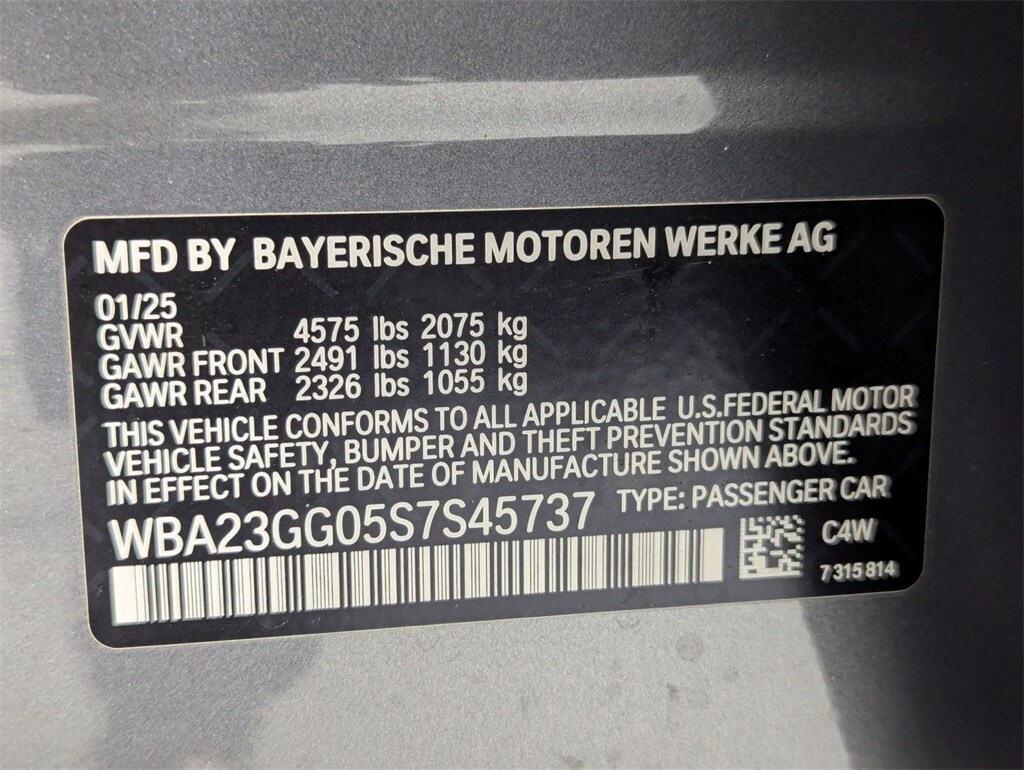 MFD BY BAYERISCHE MOTOREN WERKE AG
01/25
GVWR 4575 lbs 2075 kg
GAWR FRONT 2491 lbs 1130 kg
GAWR REAR 2326 lbs 1055 kg
THIS VEHICLE CONFORMS TO ALL APPLICABLE U.S.FEDERAL MOTOR
VEHICLE SAFETY, BUMPER AND THEFT PREVENTION STANDARDS
IN EFFECT ON THE DATE OF MANUFACTURE SHOWN ABOVE.
WBA23GG05S7S45737 TYPE: PASSENGER CAR
C4W
7 315 814